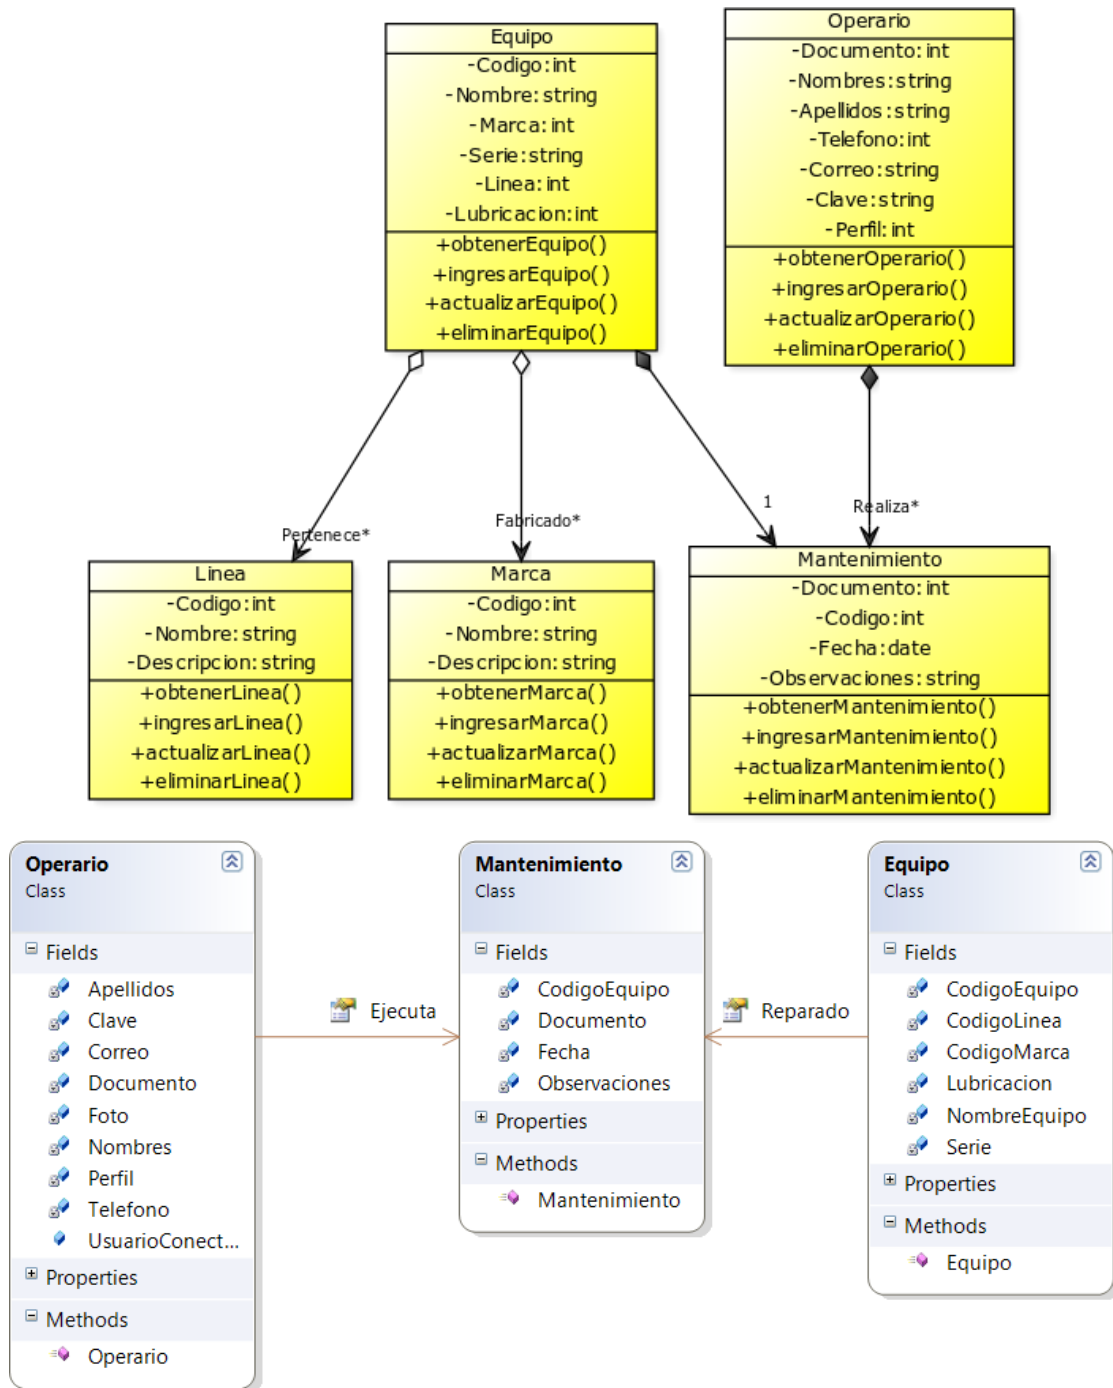 Equipo
-Codigo:int
-Nombre:string
-Marca:int
-Serie:string
-Linea:int
-Lubricacion:int
+obtenerEquipo()
+ingresarEquipo()
+actualizarEquipo()
+eliminarEquipo()
Operario
-Documento:int
-Nombres:string
-Apellidos:string
-Telefono:int
-Correo:string
-Clave:string
-Perfil:int
+obtenerOperario()
+ingresarOperario()
+actualizarOperario()
+eliminarOperario()
Pertenece*
Fabricado*
1
Realiza*
Linea
-Codigo:int
-Nombre:string
-Descripcion:string
+obtenerLinea()
+ingresarLinea()
+actualizarLinea()
+eliminarLinea()
Marca
-Codigo:int
-Nombre:string
-Descripcion:string
+obtenerMarca()
+ingresarMarca()
+actualizarMarca()
+eliminarMarca()
Mantenimiento
-Documento:int
-Codigo:int
-Fecha:date
-Observaciones:string
+obtenerMantenimiento()
+ingresarMantenimiento()
+actualizarMantenimiento()
+eliminarMantenimiento()
Operario
Class
Fields
Apellidos
Clave
Correo
Documento
Foto
Nombres
Perfil
Telefono
UsuarioConect...
Properties
Methods
Operario
Ejecuta
Mantenimiento
Class
Fields
CodigoEquipo
Documento
Fecha
Observaciones
Properties
Methods
Mantenimiento
Reparado
Equipo
Class
Fields
CodigoEquipo
CodigoLinea
CodigoMarca
Lubricacion
NombreEquipo
Serie
Properties
Methods
Equipo